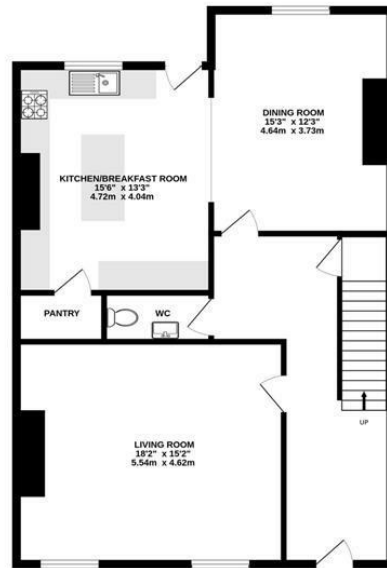 DINING ROOM
15'3" x 12'3"
4.64m x 3.73m
KITCHEN/BREAKFAST ROOM
15'6" x 13'3"
4.72m x 4.04m
PANTRY
WC
LIVING ROOM
18'2" x 15'2"
5.54m x 4.62m
UP